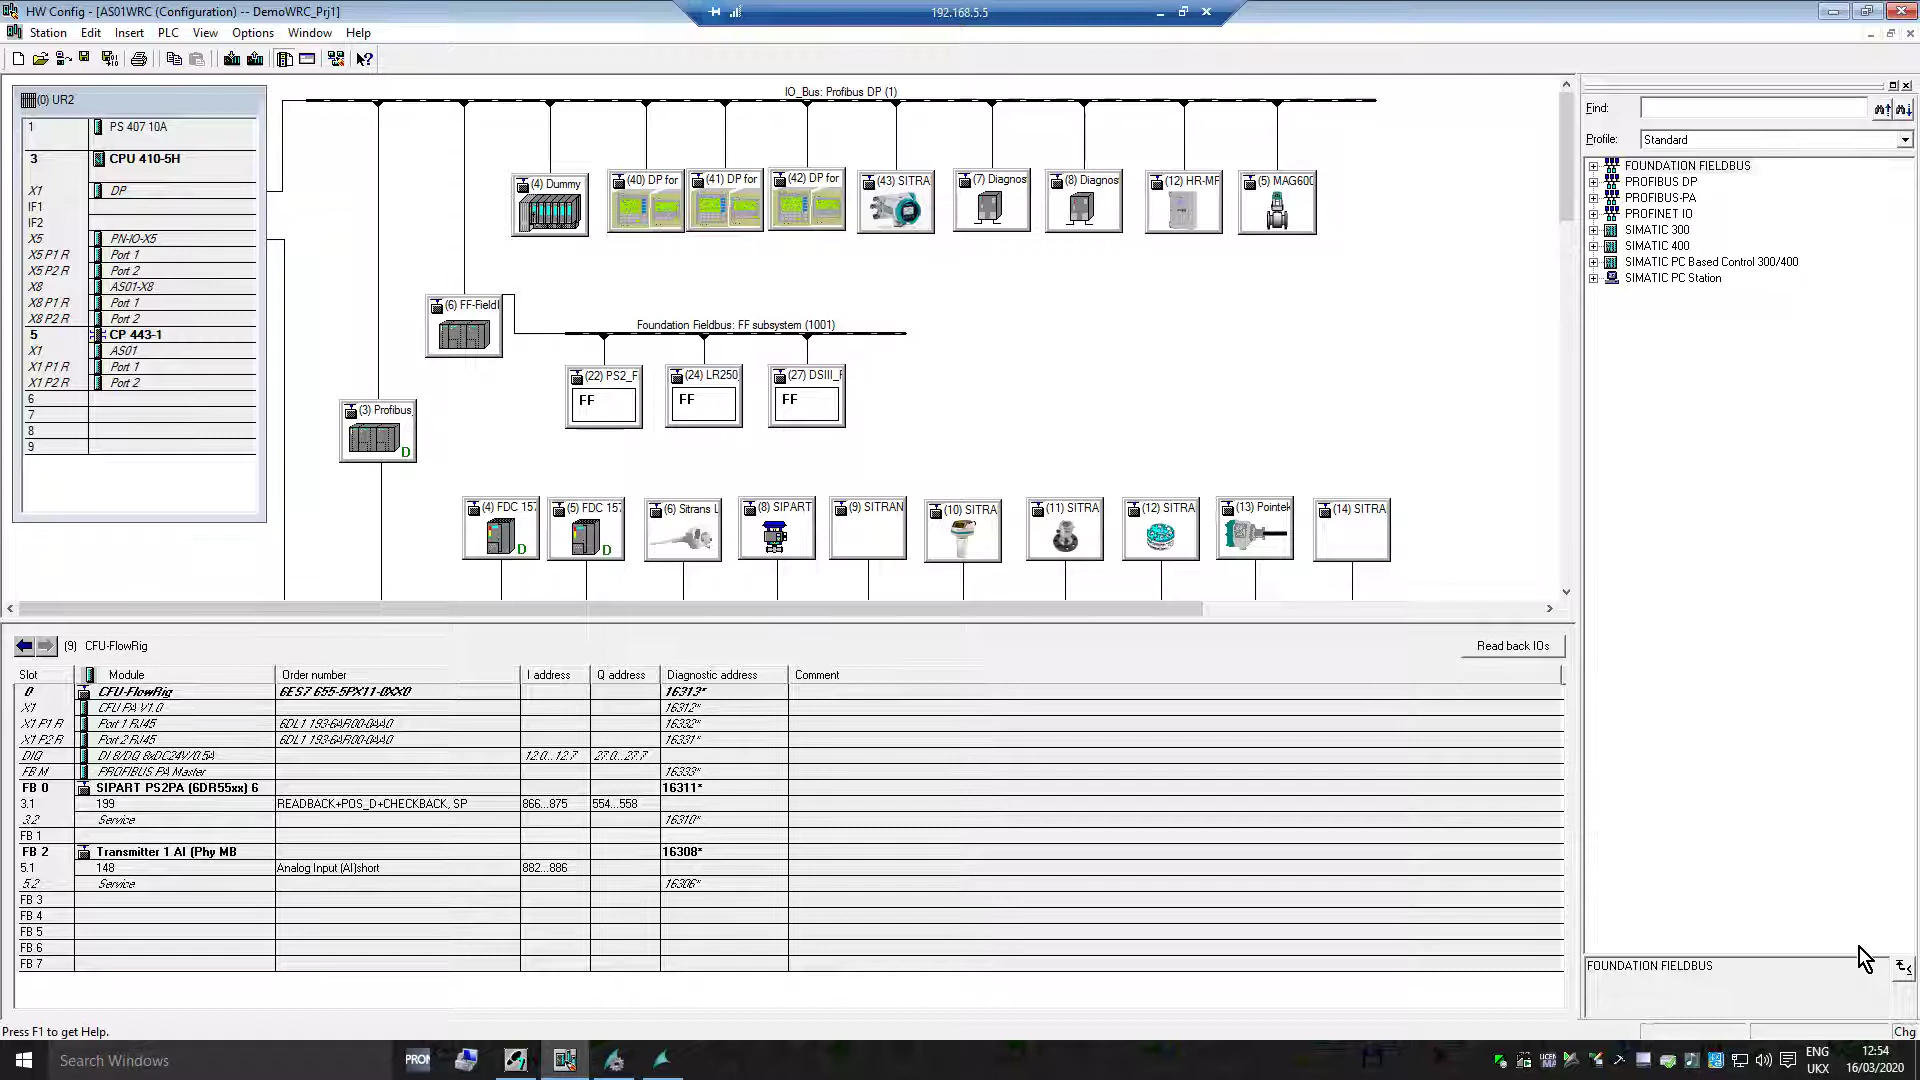 HW Config - [AS01WRC (Configuration) -- DemoWRC_Prj1]
192.168.5.5
Station Edit Insert PLC View Options Window Help
(0) UR2
1 PS 407 10A
3 CPU 410-5H
X1 DP
IF1
IF2
X5 PN-IO-X5
X5 P1 R Port 1
X5 P2 R Port 2
X8 AS01-X8
X8 P1 R Port 1
X8 P2 R Port 2
5 CP 443-1
X1 AS01
X1 P1 R Port 1
X1 P2 R Port 2
6
7
8
9
IO_Bus: Profibus DP (1)
(4) Dummy
(40) DP for
(41) DP for
(42) DP for
(43) SITRA
(7) Diagnos
(8) Diagnos
(12) HR-MF
(5) MAG600
(6) FF-Fieldl
Foundation Fieldbus: FF subsystem (1001)
(22) PS2_F
FF
(24) LR250
FF
(27) DSIII_F
FF
(3) Profibus
D
(4) FDC 157
D
(5) FDC 157
D
(6) Sitrans L
(8) SIPART
(9) SITRAN
(10) SITRA
(11) SITRA
(12) SITRA
(13) Pointek
(14) SITRA
Find:
Profile: Standard
FOUNDATION FIELDBUS
PROFIBUS DP
PROFIBUS-PA
PROFINET IO
SIMATIC 300
SIMATIC 400
SIMATIC PC Based Control 300/400
SIMATIC PC Station
FOUNDATION FIELDBUS
(9) CFU-FlowRig
Read back IOs
Slot Module Order number I address Q address Diagnostic address Comment
0 CFU-FlowRig 6ES7 655-5PX11-0XX0 16313*
X1 CFU PA V1.0 16312*
X1 P1 R Port 1 RJ45 6DL1 193-6AR00-0AA0 16332*
X1 P2 R Port 2 RJ45 6DL1 193-6AR00-0AA0 16331*
DIQ DI 8/DQ 8xDC24V/0.5A 12.0...12.7 27.0...27.7
FB M PROFIBUS PA Master 16333*
FB 0 SIPART PS2PA (6DR55xx) 6 16311*
3.1 199 READBACK+POS_D+CHECKBACK, SP 866...875 554...558
3.2 Service 16310*
FB 1
FB 2 Transmitter 1 AI (Phy MB 16308*
5.1 148 Analog Input (AI)short 882...886
5.2 Service 16306*
FB 3
FB 4
FB 5
FB 6
FB 7
Press F1 to get Help.
Chg
Search Windows
PRON
ENG
UKX
12:54
16/03/2020